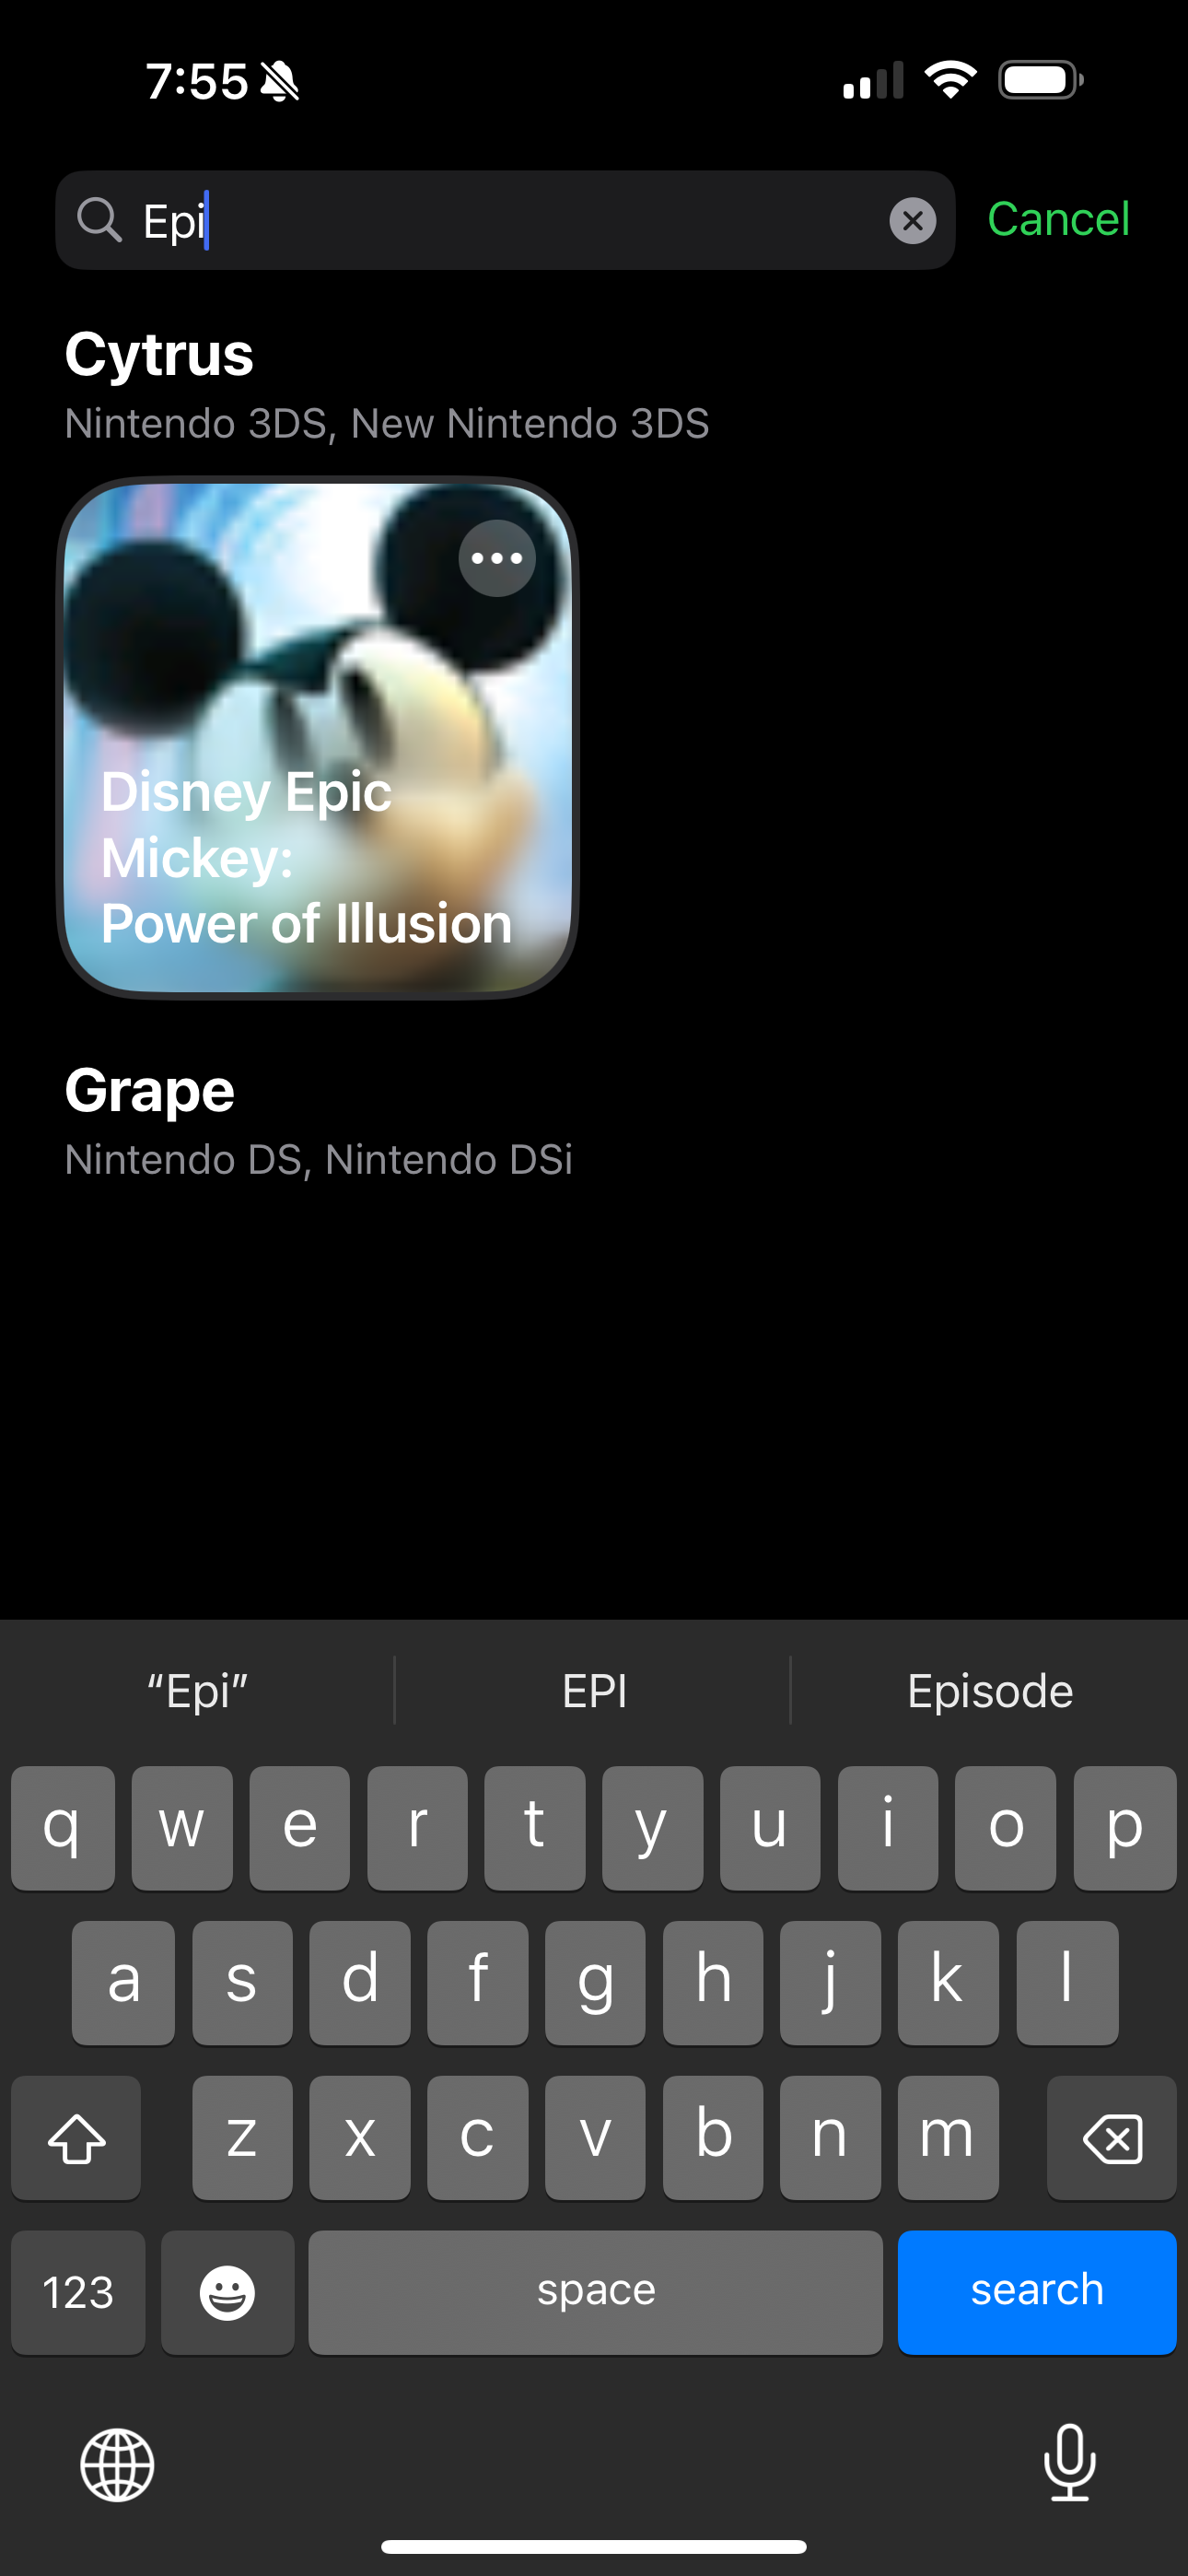 7:55
Epi
Cancel
Cytrus
Nintendo 3DS, New Nintendo 3DS
Disney Epic
Mickey:
Power of Illusion
Grape
Nintendo DS, Nintendo DSi
“Epi”
EPI
Episode
q w e r t y u i o p
a s d f g h j k l
z x c v b n m
123
space
search